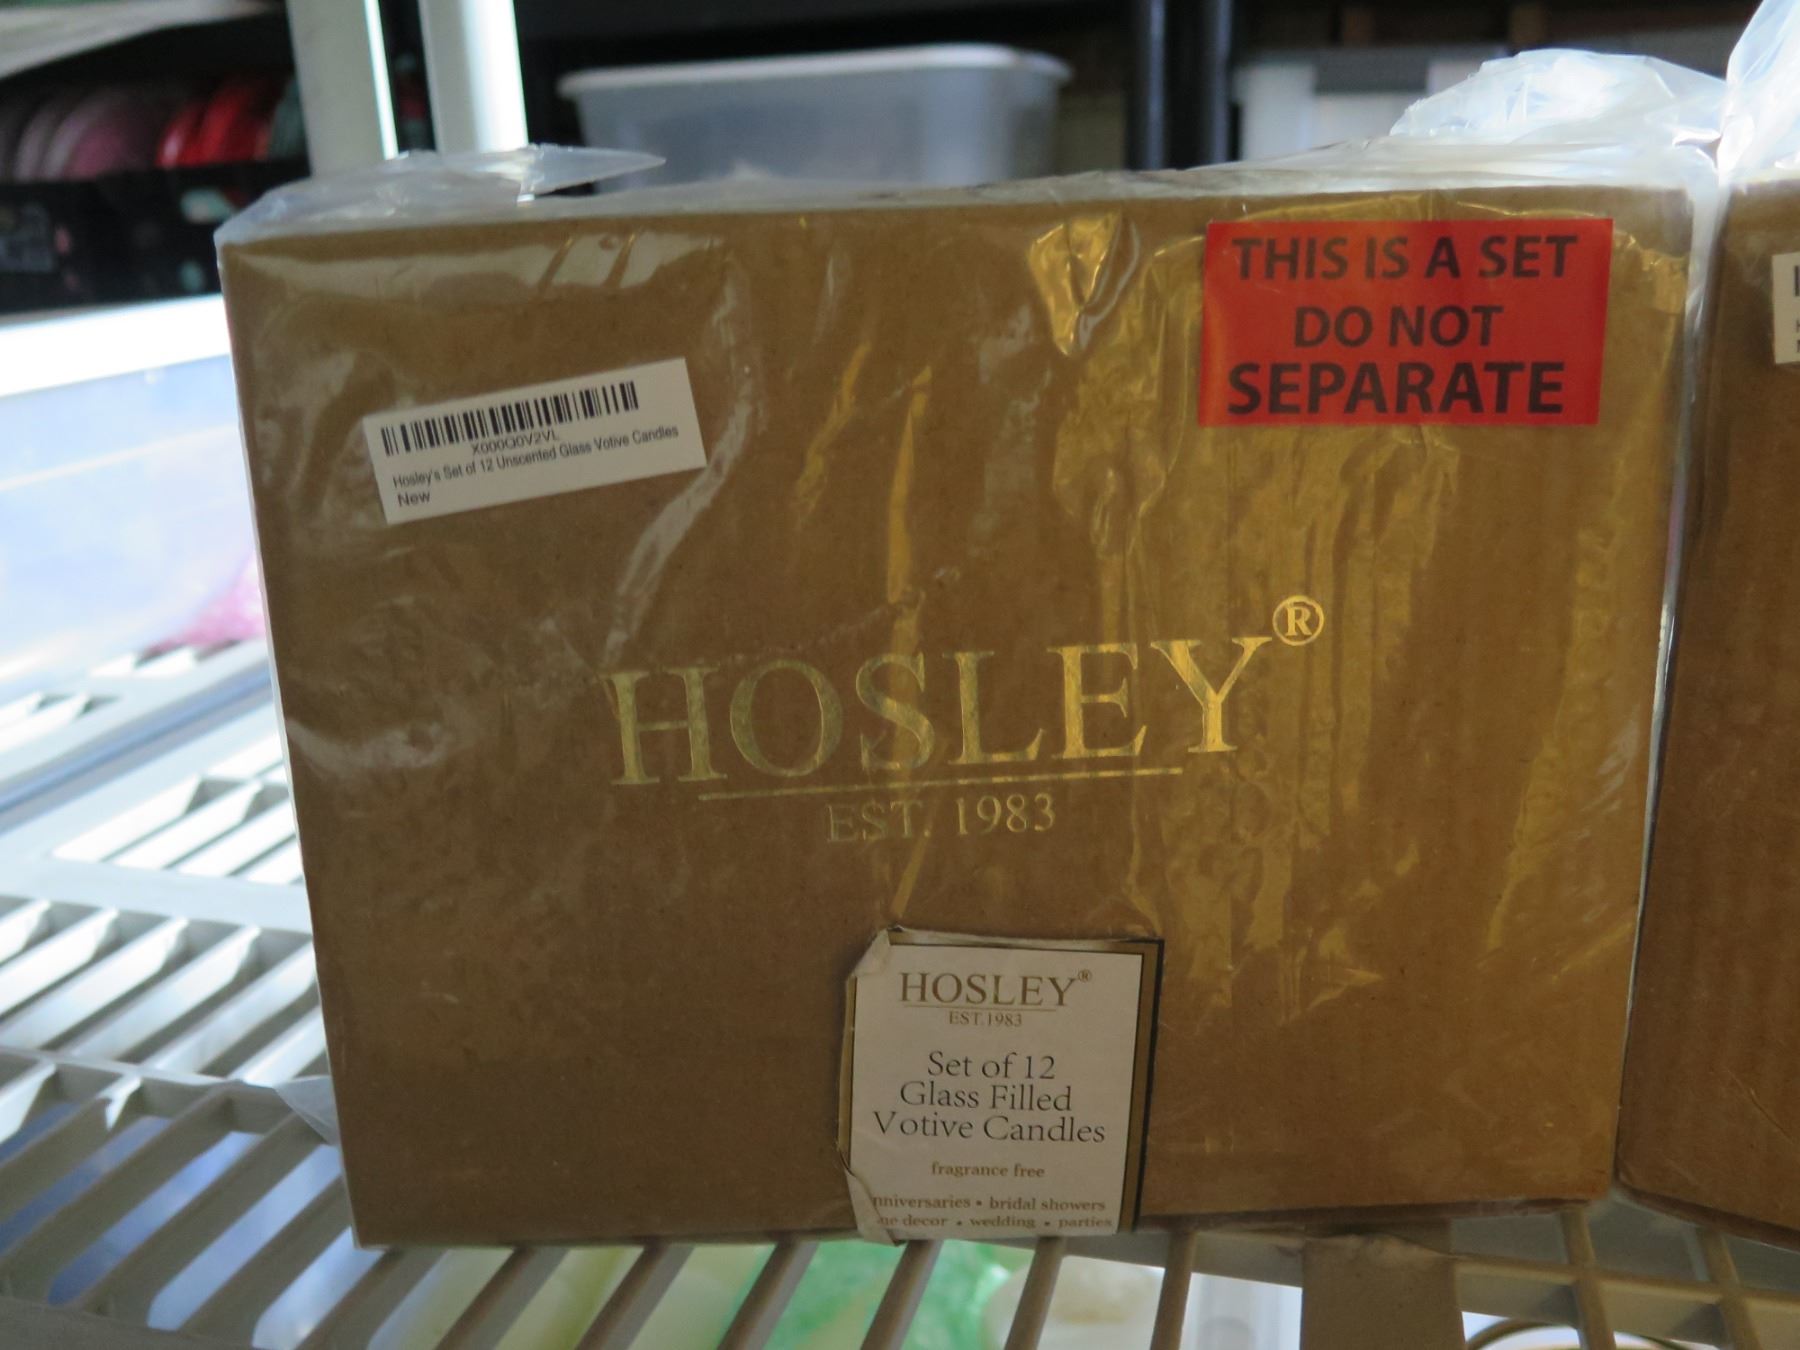 THIS IS A SET
DO NOT
SEPARATE
X000Q0V2VL
Hosley's Set of 12 Unscented Glass Votive Candles
New
HOSLEY®
EST. 1983
HOSLEY®
EST.1983
Set of 12
Glass Filled
Votive Candles
fragrance free
nniversaries • bridal showers
decor • wedding • parties